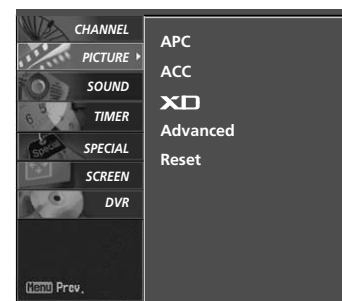 CHANNEL
PICTURE
SOUND
TIMER
SPECIAL
SCREEN
DVR
Menu Prev.
APC
ACC
XD
Advanced
Reset